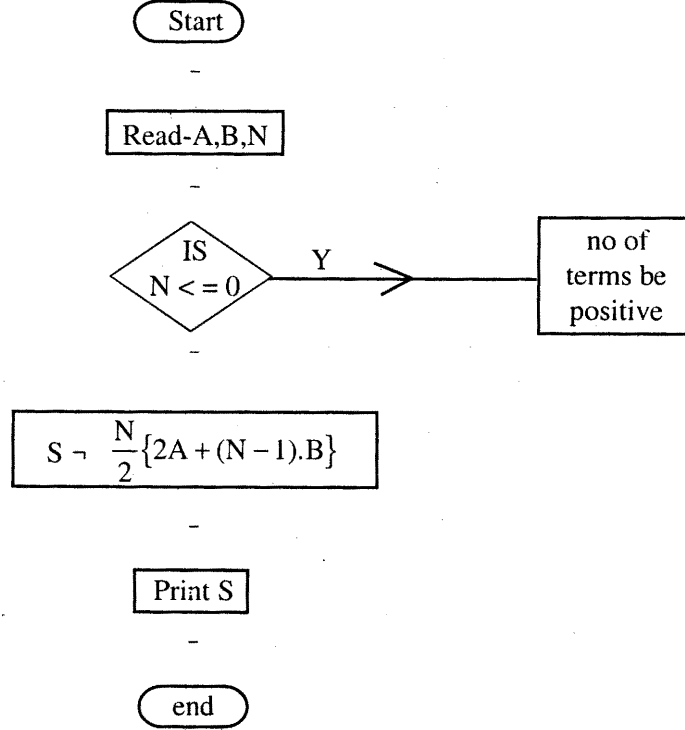 Start
Read-A,B,N
IS
N < = 0
Y
no of
terms be
positive
S ¬ N/2 {2A + (N – 1).B}
Print S
end